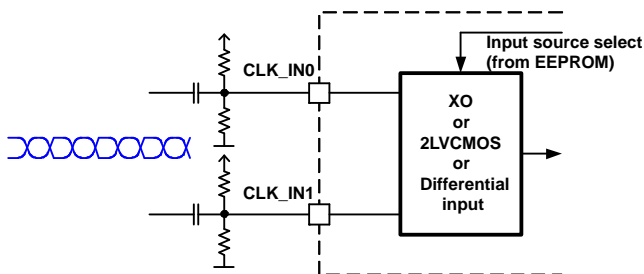 Input source select
(from EEPROM)
CLK_IN0
XO
or
2LVCMOS
or
Differential
input
CLK_IN1